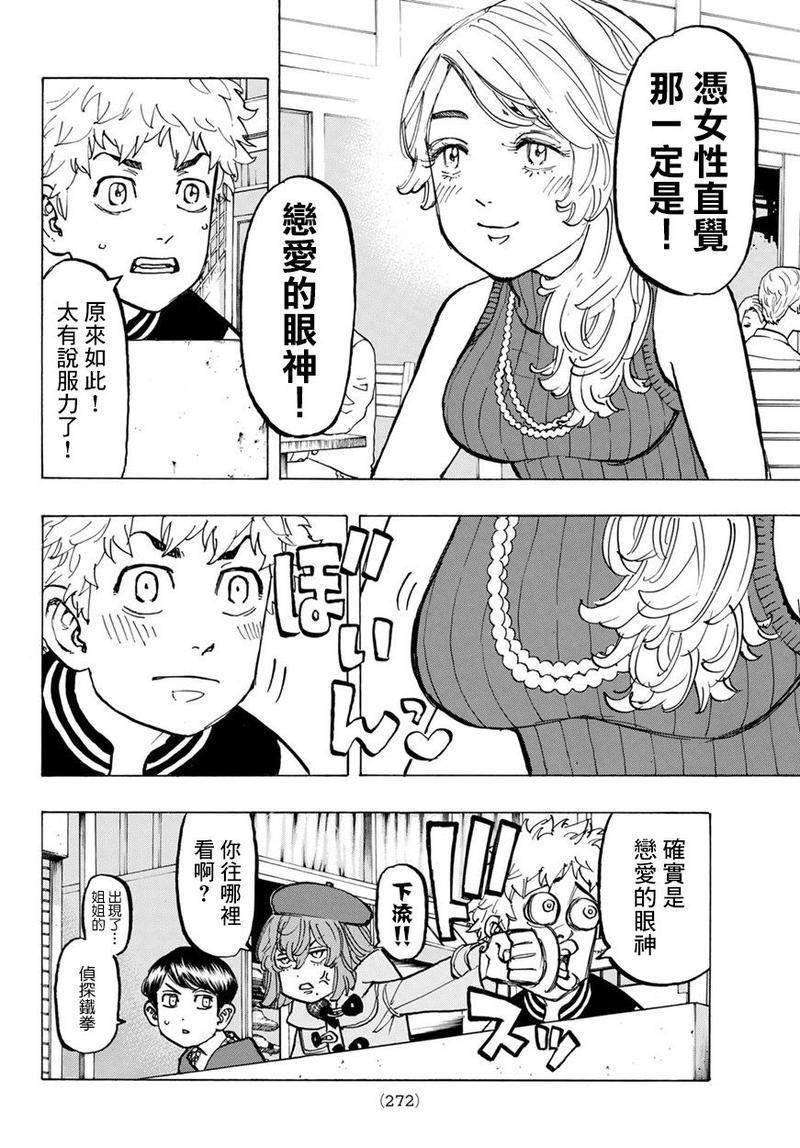 憑女性直覺
那一定是！
戀愛的眼神！
原來如此！
太有說服力了！
ぼいんっ♡
確實是
戀愛的眼神
ドスッ
下流!!
你往哪裡
看啊？
出現了…
姐姐的
偵探鐵拳
(272)